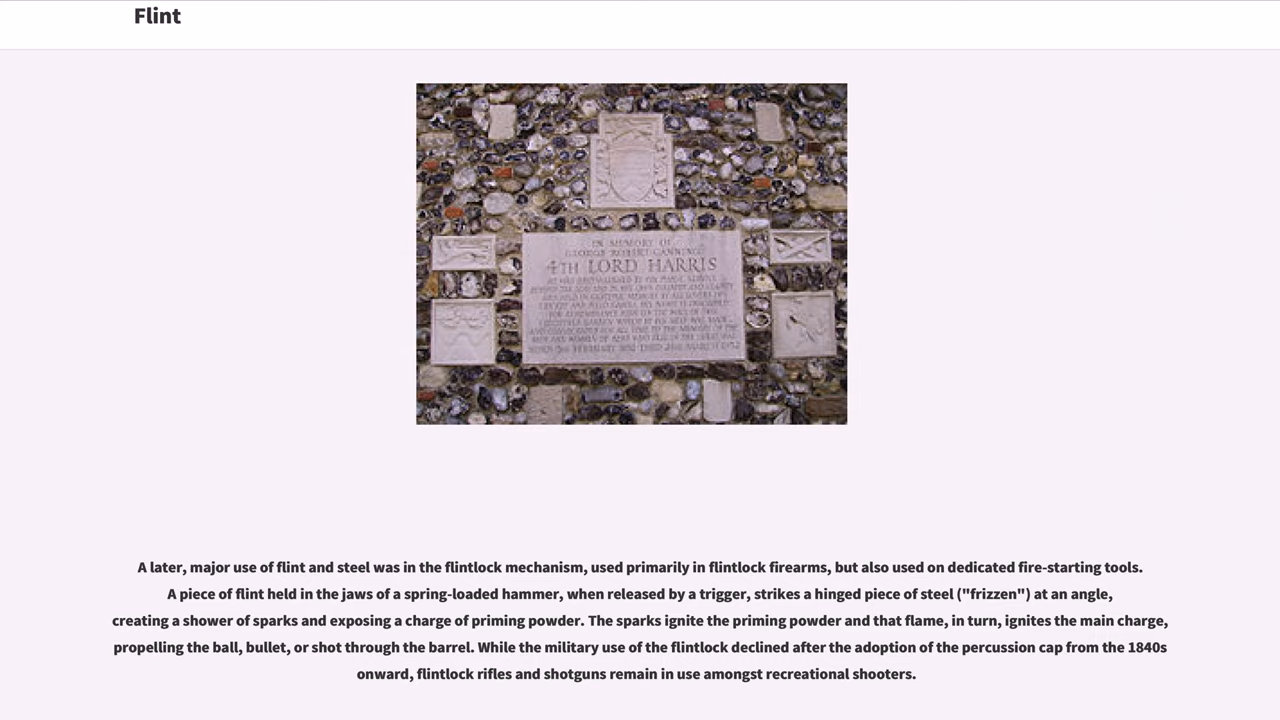 Flint
IN MEMORY OF
GEORGE ROBERT CANNING
4TH LORD HARRIS
A later, major use of flint and steel was in the flintlock mechanism, used primarily in flintlock firearms, but also used on dedicated fire-starting tools.
A piece of flint held in the jaws of a spring-loaded hammer, when released by a trigger, strikes a hinged piece of steel ("frizzen") at an angle,
creating a shower of sparks and exposing a charge of priming powder. The sparks ignite the priming powder and that flame, in turn, ignites the main charge,
propelling the ball, bullet, or shot through the barrel. While the military use of the flintlock declined after the adoption of the percussion cap from the 1840s
onward, flintlock rifles and shotguns remain in use amongst recreational shooters.